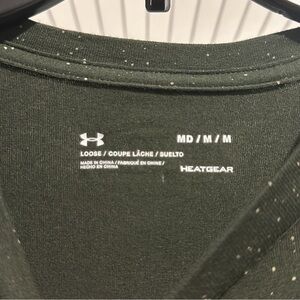 MD / M / M
LOOSE / COUPE LÂCHE / SUELTO
MADE IN CHINA / FABRIQUÉ EN CHINE /
HECHO EN CHINA
HEATGEAR